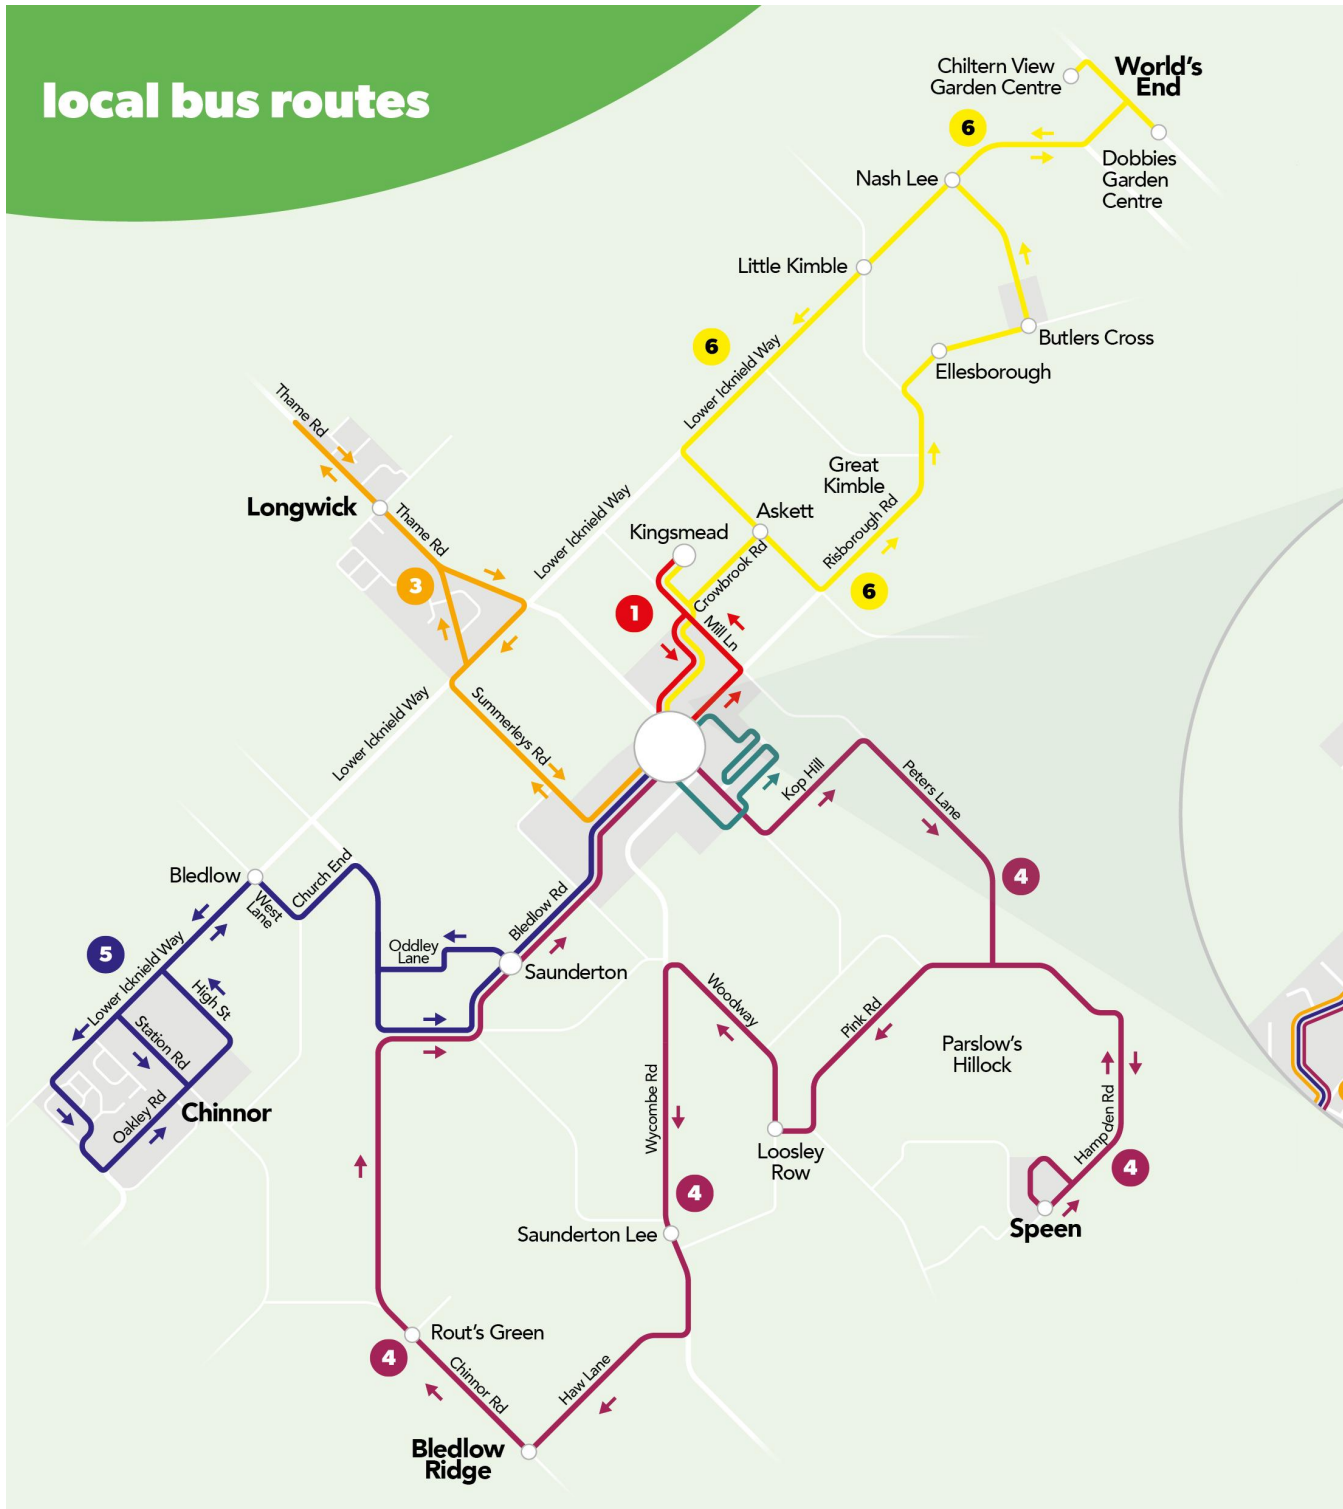 local bus routes
Chiltern View
Garden Centre
World's
End
6
Dobbies
Garden
Centre
Nash Lee
Little Kimble
6
Lower Icknield Way
Butlers Cross
Ellesborough
Thame Rd
Great
Kimble
Longwick
Thame Rd
Lower Icknield Way
Kingsmead
Askett
Risborough Rd
Crowbrook Rd
3
1
6
Mill Ln
Lower Icknield Way
Summerleys Rd
Kop Hill
Peters Lane
Bledlow
Church End
West
Lane
4
Bledlow Rd
5
Lower Icknield Way
Oddley
Lane
Saunderton
High St
Station Rd
Woodway
Pink Rd
Parslow's
Hillock
Oakley Rd
Chinnor
Wycombe Rd
Hampden Rd
Loosley
Row
4
4
Speen
Saunderton Lee
Rout's Green
4
Chinnor Rd
Haw Lane
Bledlow
Ridge